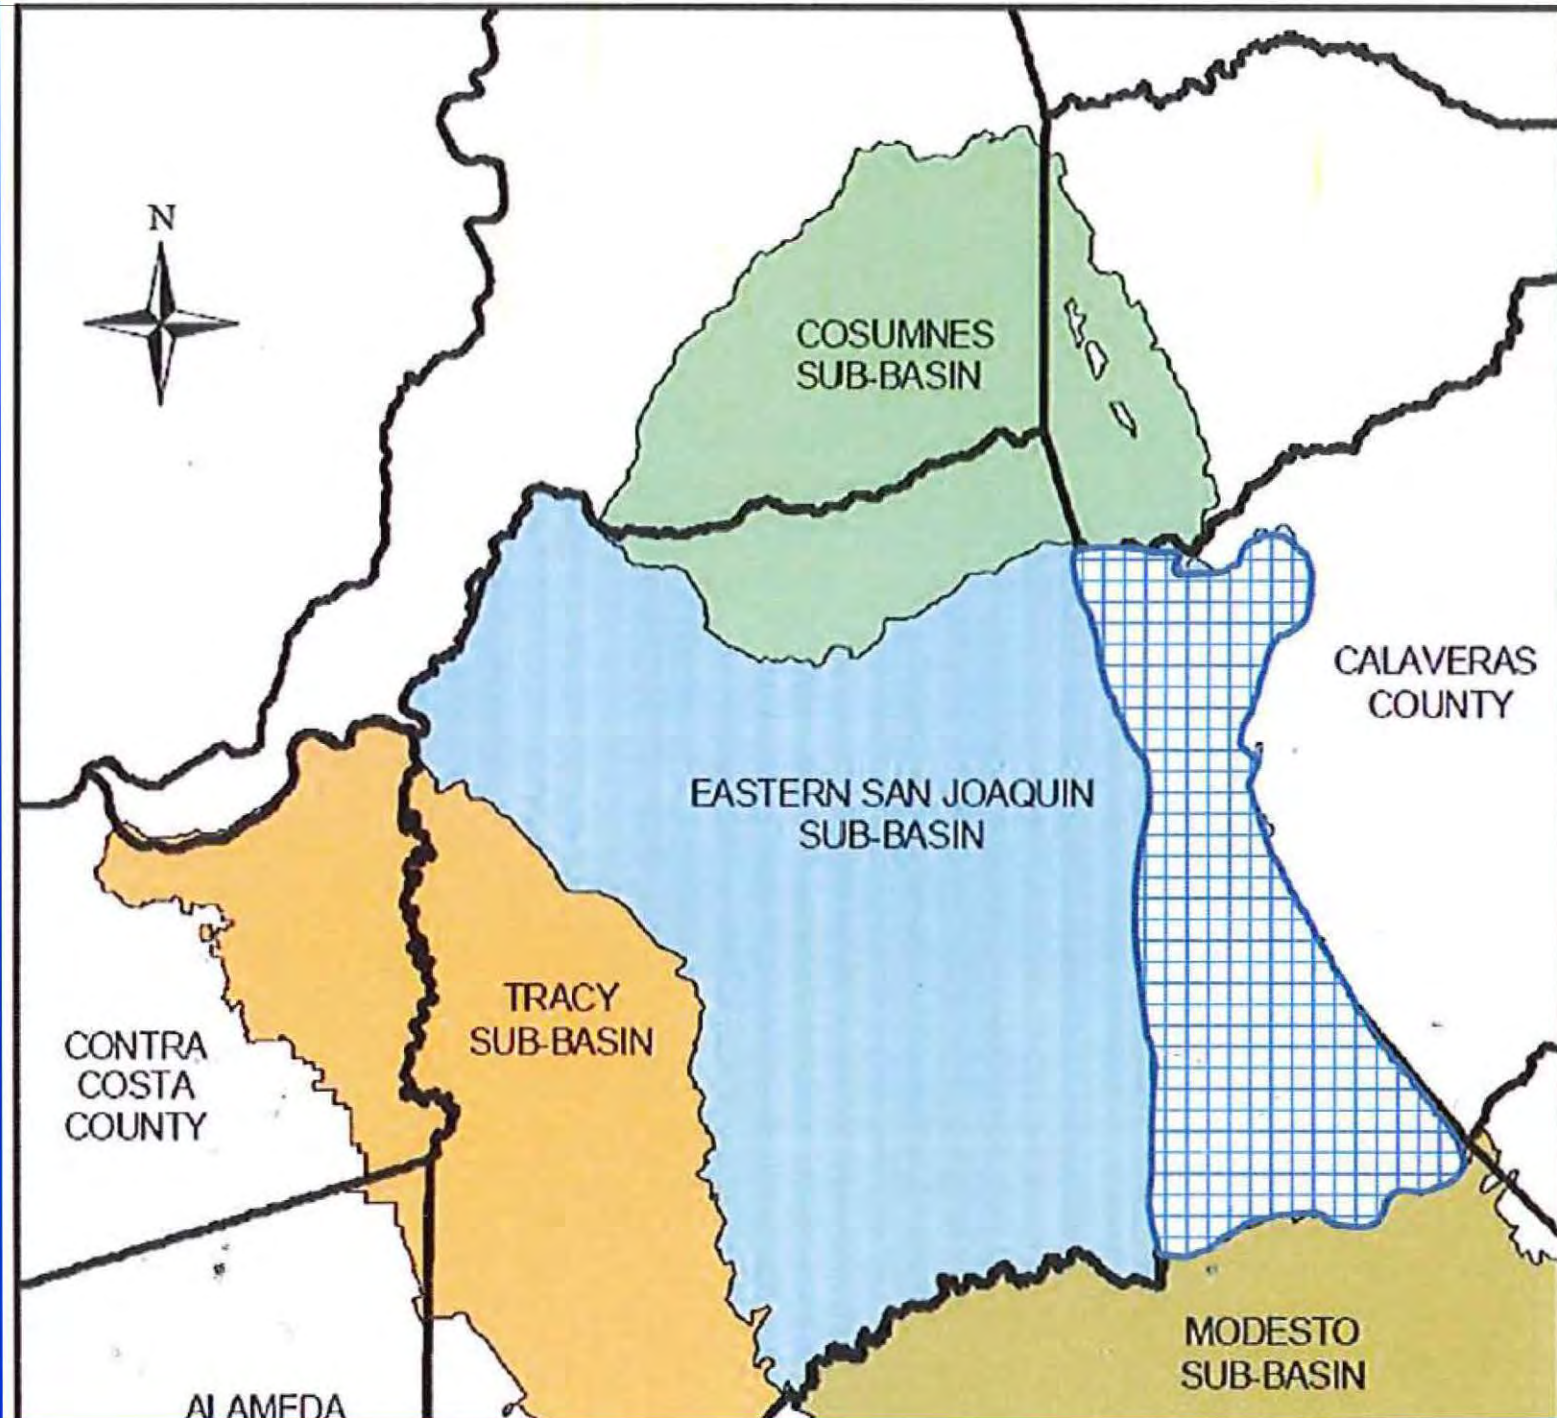 N
COSUMNES
SUB-BASIN
CALAVERAS
COUNTY
EASTERN SAN JOAQUIN
SUB-BASIN
TRACY
SUB-BASIN
CONTRA
COSTA
COUNTY
MODESTO
SUB-BASIN
ALAMEDA